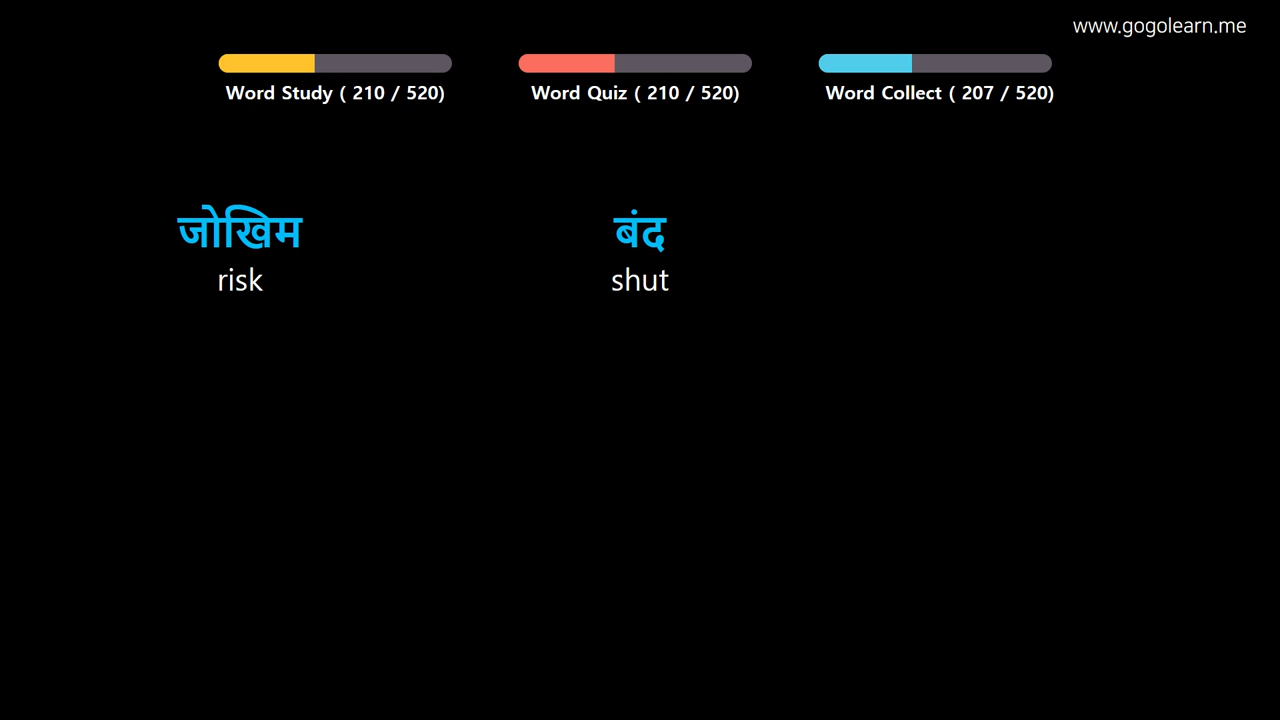 www.gogolearn.me
Word Study ( 210 / 520)
Word Quiz ( 210 / 520)
Word Collect ( 207 / 520)
जोखिम
risk
बंद
shut